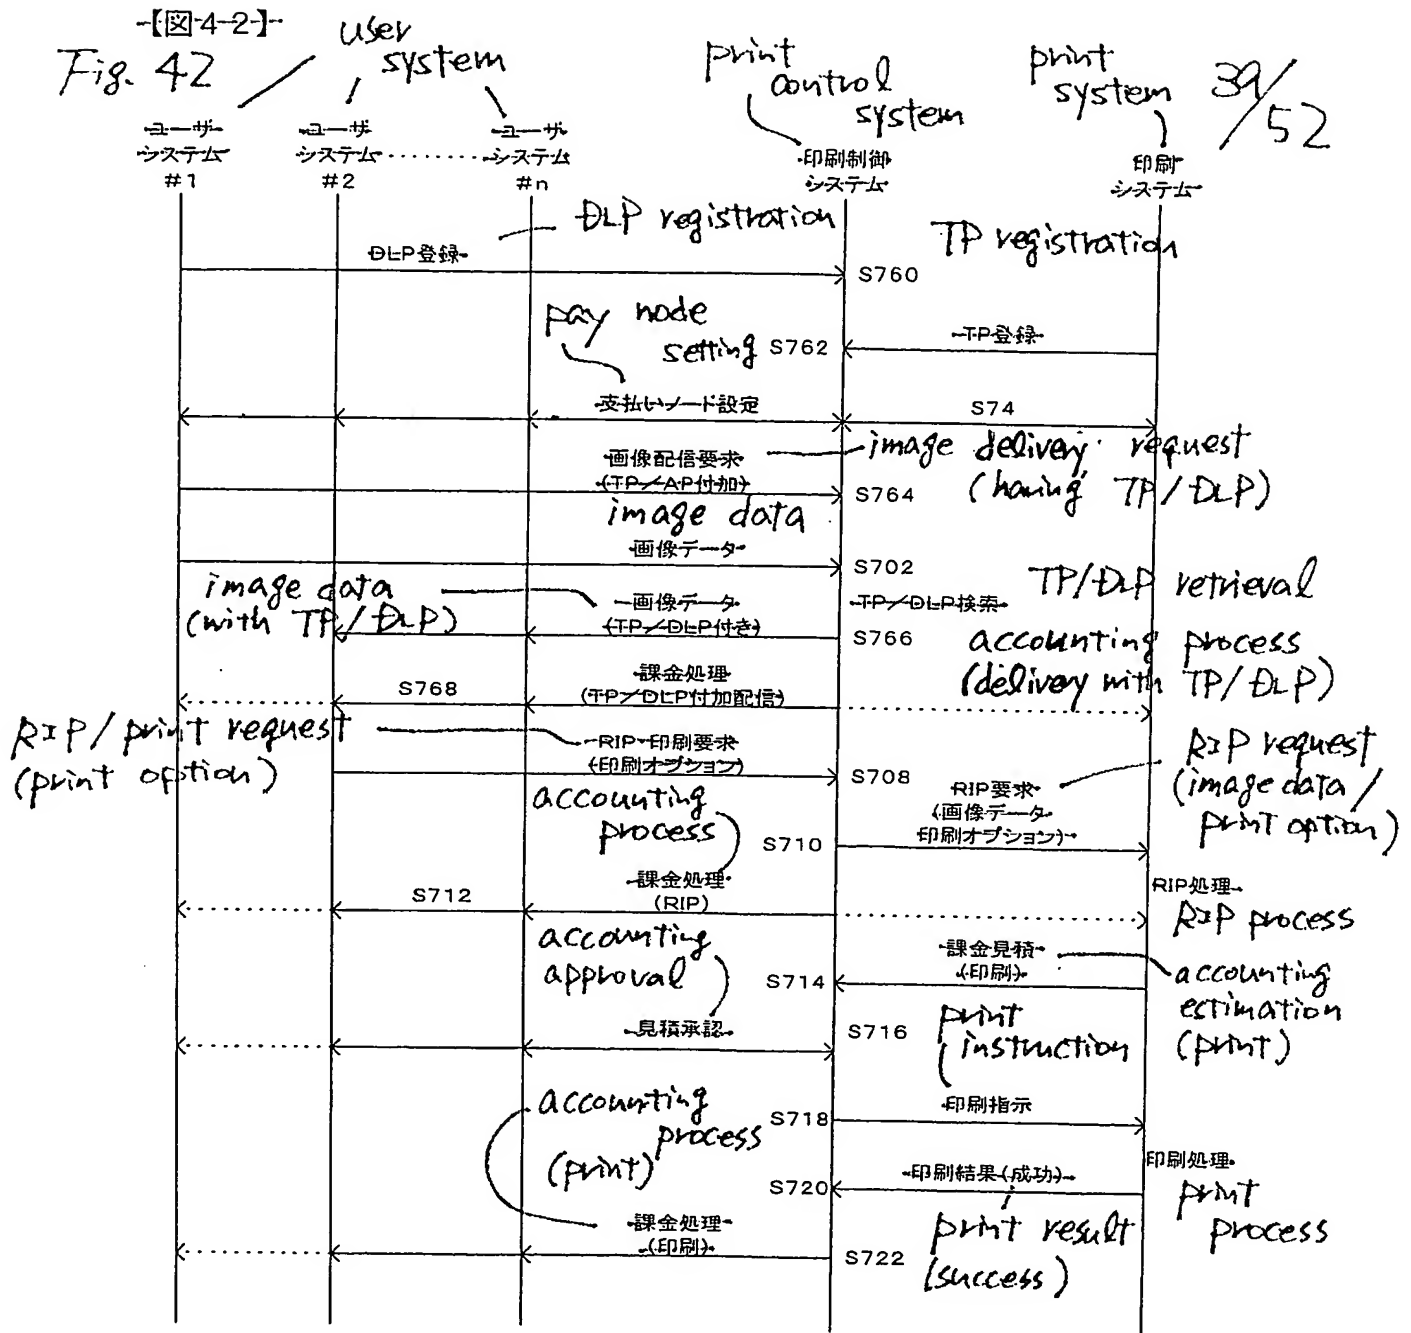 【図42】
Fig. 42
user
system
print
control
system
print
system
39/52
ユーザ
システム
#1
ユーザ
システム
#2
........
ユーザ
システム
#n
印刷制御
システム
印刷
システム
DLP registration
TP registration
DLP登録
S760
pay node
setting
S762
TP登録
支払いノード設定
S74
画像配信要求
(TP/AP付加)
S764
image delivery request
(having TP/DLP)
image data
画像データ
S702
image data
(with TP/DLP)
画像データ
(TP/DLP付き)
TP/DLP検索
S766
TP/DLP retrieval
accounting process
(delivery with TP/DLP)
課金処理
(TP/DLP付加配信)
S768
RIP/print request
(print option)
RIP・印刷要求
(印刷オプション)
S708
RIP要求
(画像データ
印刷オプション)
RIP request
(image data/
print option)
accounting
process
S710
課金処理
(RIP)
S712
RIP処理
RIP process
accounting
approval
課金見積
(印刷)
S714
accounting
estimation
(print)
見積承認
S716
print
instruction
accounting
process
(print)
S718
印刷指示
印刷処理
S720
印刷結果(成功)
print
process
課金処理
(印刷)
S722
print result
(success)